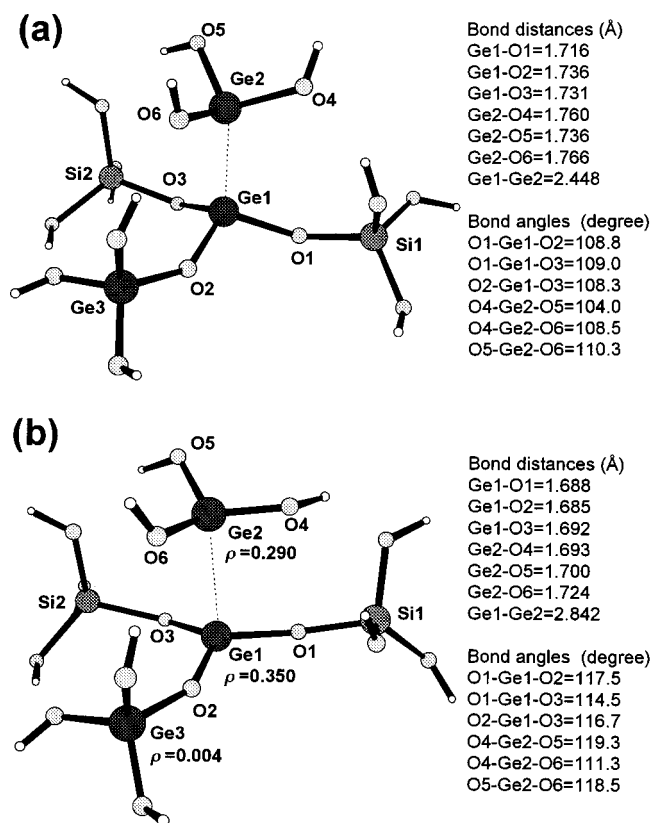 (a)
O5
Ge2
O4
O6
Si2
O3
Ge1
O1
Si1
O2
Ge3
Bond distances (Å)
Ge1-O1=1.716
Ge1-O2=1.736
Ge1-O3=1.731
Ge2-O4=1.760
Ge2-O5=1.736
Ge2-O6=1.766
Ge1-Ge2=2.448
Bond angles (degree)
O1-Ge1-O2=108.8
O1-Ge1-O3=109.0
O2-Ge1-O3=108.3
O4-Ge2-O5=104.0
O4-Ge2-O6=108.5
O5-Ge2-O6=110.3
(b)
O5
Ge2
O4
O6
ρ=0.290
Si2
O3
Ge1
O1
Si1
ρ=0.350
O2
Ge3
ρ=0.004
Bond distances (Å)
Ge1-O1=1.688
Ge1-O2=1.685
Ge1-O3=1.692
Ge2-O4=1.693
Ge2-O5=1.700
Ge2-O6=1.724
Ge1-Ge2=2.842
Bond angles (degree)
O1-Ge1-O2=117.5
O1-Ge1-O3=114.5
O2-Ge1-O3=116.7
O4-Ge2-O5=119.3
O4-Ge2-O6=111.3
O5-Ge2-O6=118.5